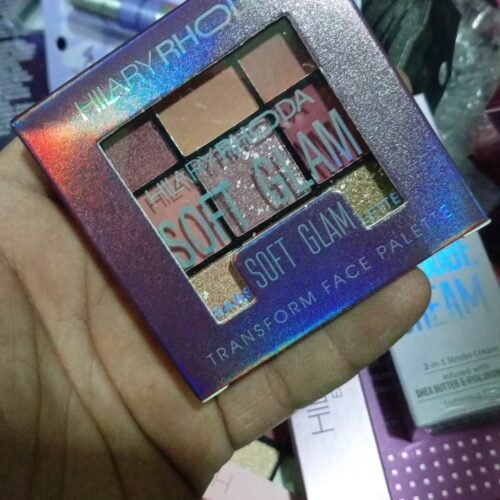 HILARY RHODA
HILARY RHODA
SOFT GLAM
SOFT GLAM
TRANSFORM FACE PALETTE
2-in-1 Strobe Cream
Infused with
SHEA BUTTER & HYALURON